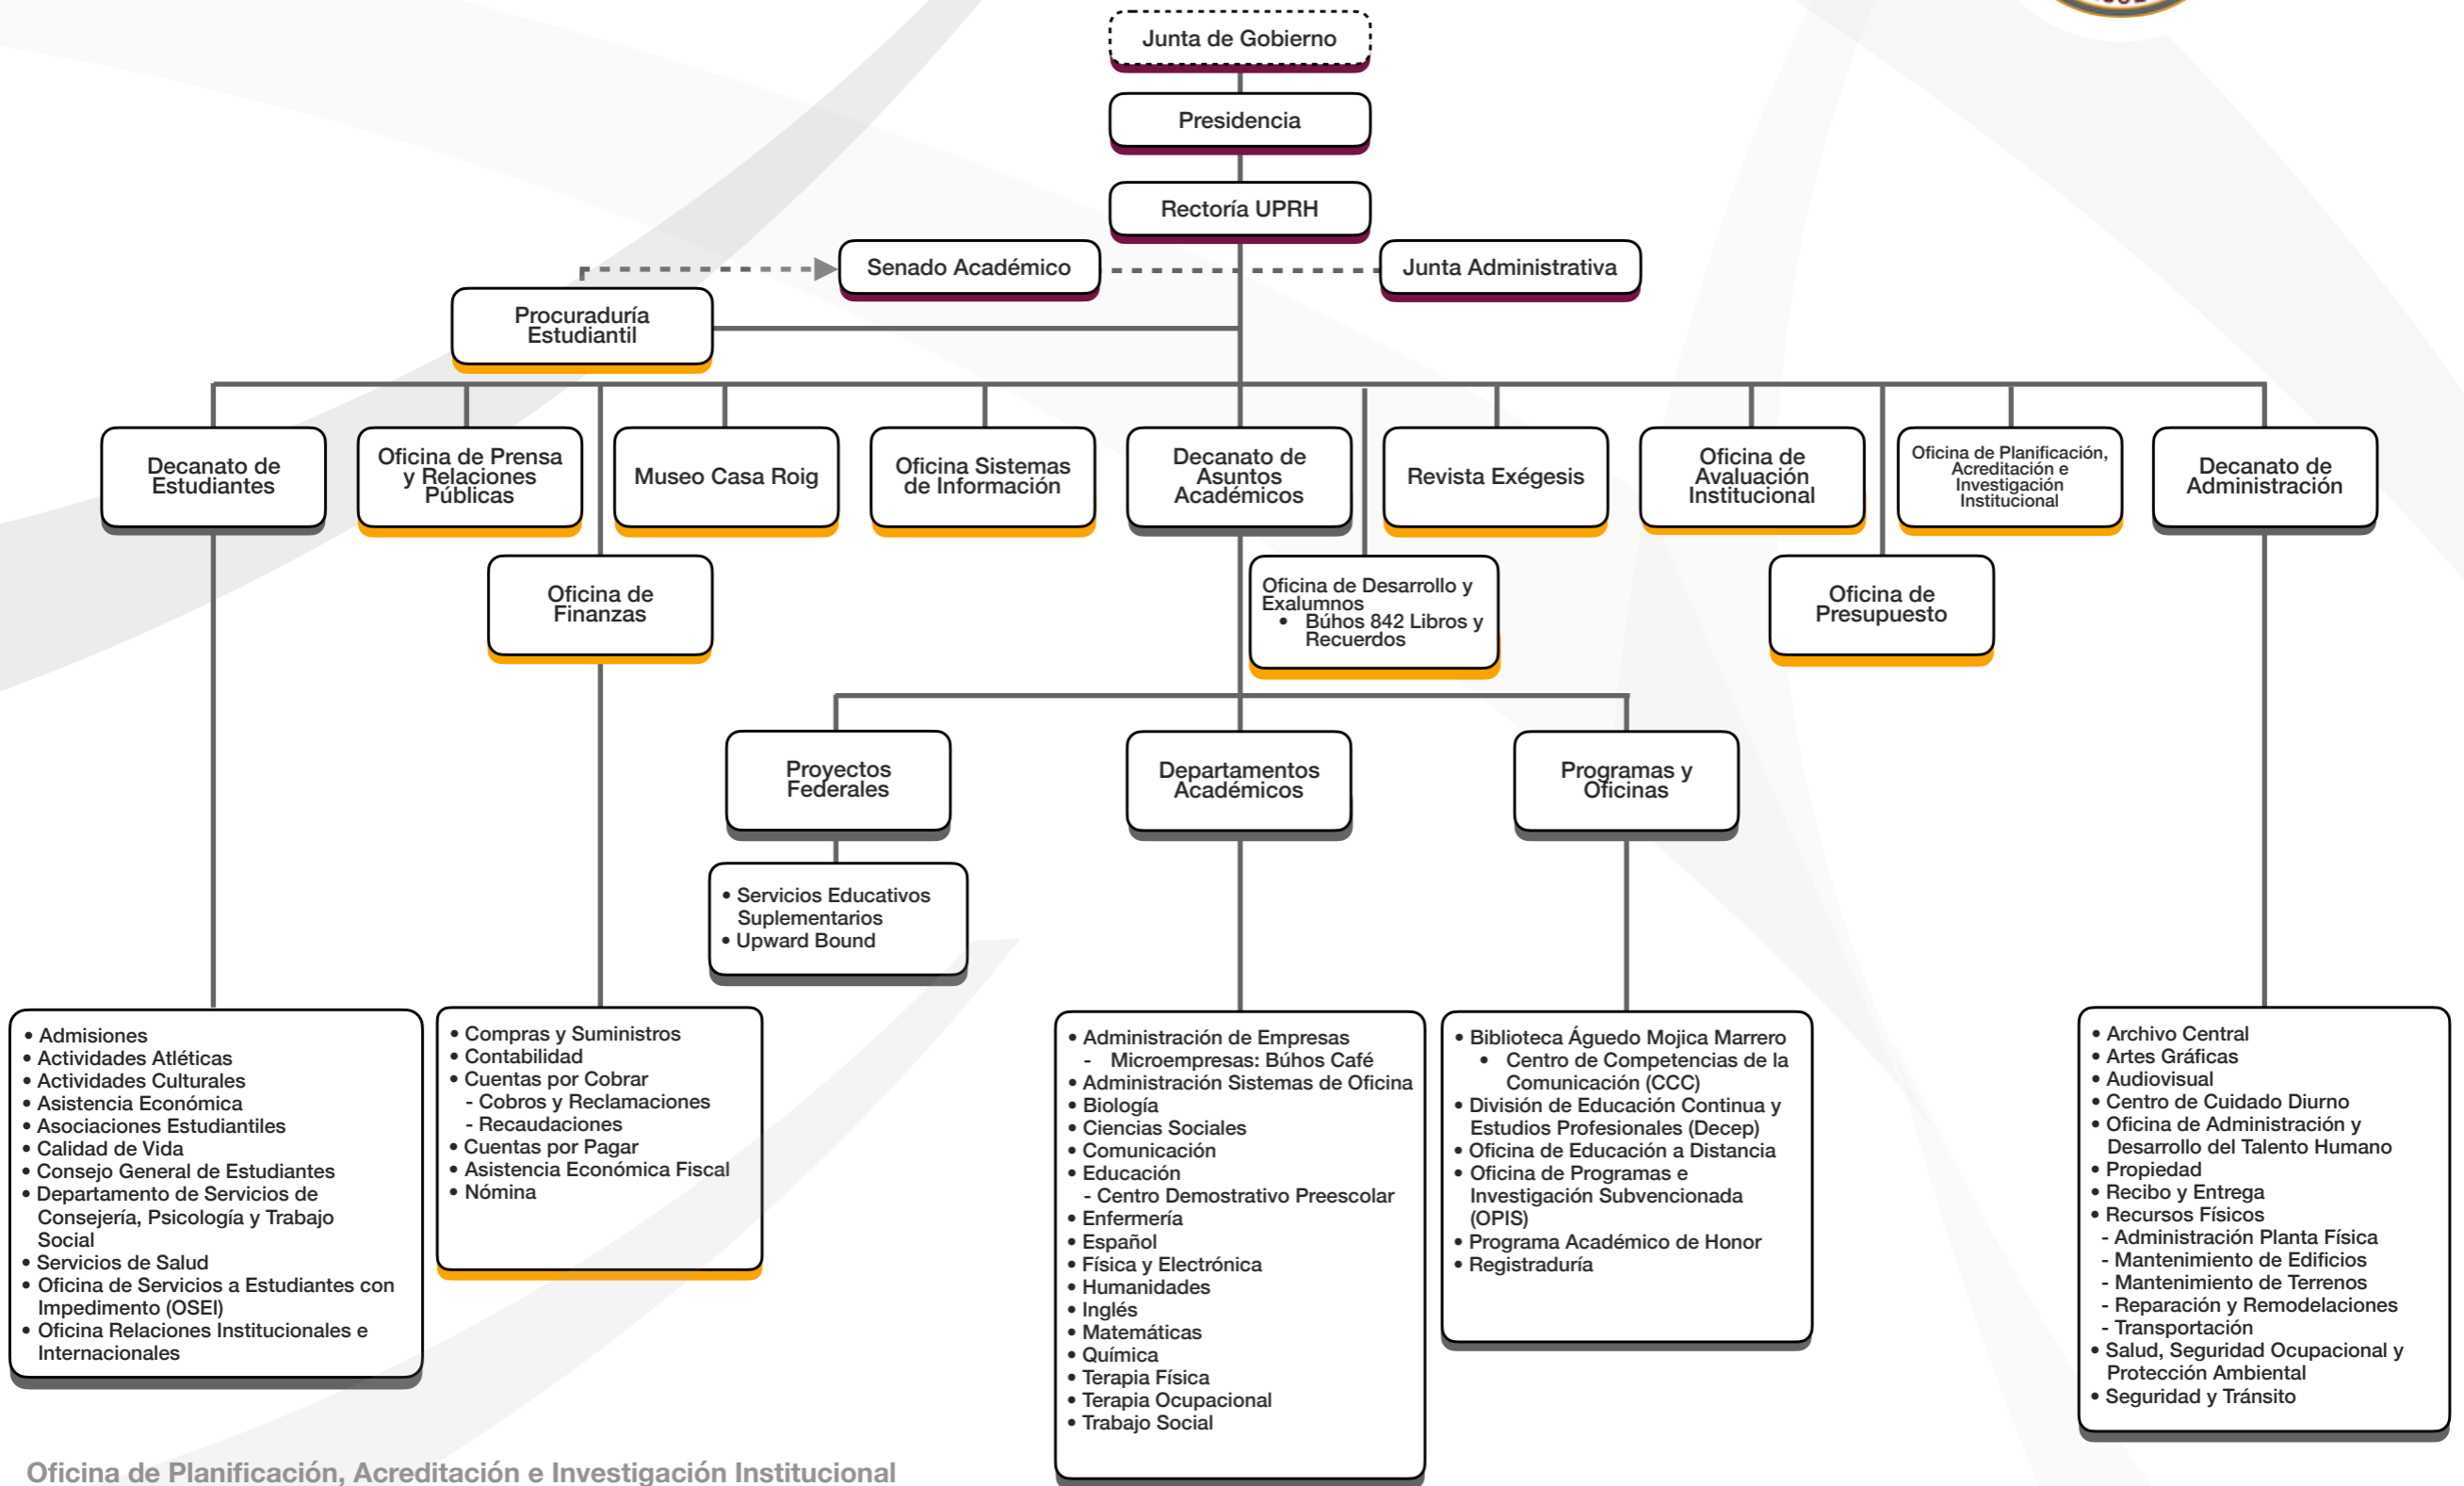 Junta de Gobierno
Presidencia
Rectoría UPRH
Senado Académico
Junta Administrativa
Procuraduría
Estudiantil
Decanato de
Estudiantes
Oficina de Prensa
y Relaciones
Públicas
Museo Casa Roig
Oficina Sistemas
de Información
Decanato de
Asuntos
Académicos
Revista Exégesis
Oficina de
Avaluación
Institucional
Oficina de Planificación,
Acreditación e
Investigación
Institucional
Decanato de
Administración
Oficina de
Finanzas
Oficina de Desarrollo y
Exalumnos
• Búhos 842 Libros y
Recuerdos
Oficina de
Presupuesto
Proyectos
Federales
Departamentos
Académicos
Programas y
Oficinas
• Servicios Educativos
Suplementarios
• Upward Bound
• Admisiones
• Actividades Atléticas
• Actividades Culturales
• Asistencia Económica
• Asociaciones Estudiantiles
• Calidad de Vida
• Consejo General de Estudiantes
• Departamento de Servicios de
Consejería, Psicología y Trabajo
Social
• Servicios de Salud
• Oficina de Servicios a Estudiantes con
Impedimento (OSEI)
• Oficina Relaciones Institucionales e
Internacionales
• Compras y Suministros
• Contabilidad
• Cuentas por Cobrar
- Cobros y Reclamaciones
- Recaudaciones
• Cuentas por Pagar
• Asistencia Económica Fiscal
• Nómina
• Administración de Empresas
- Microempresas: Búhos Café
• Administración Sistemas de Oficina
• Biología
• Ciencias Sociales
• Comunicación
• Educación
- Centro Demostrativo Preescolar
• Enfermería
• Español
• Física y Electrónica
• Humanidades
• Inglés
• Matemáticas
• Química
• Terapia Física
• Terapia Ocupacional
• Trabajo Social
• Biblioteca Águedo Mojica Marrero
• Centro de Competencias de la
Comunicación (CCC)
• División de Educación Continua y
Estudios Profesionales (Decep)
• Oficina de Educación a Distancia
• Oficina de Programas e
Investigación Subvencionada
(OPIS)
• Programa Académico de Honor
• Registraduría
• Archivo Central
• Artes Gráficas
• Audiovisual
• Centro de Cuidado Diurno
• Oficina de Administración y
Desarrollo del Talento Humano
• Propiedad
• Recibo y Entrega
• Recursos Físicos
- Administración Planta Física
- Mantenimiento de Edificios
- Mantenimiento de Terrenos
- Reparación y Remodelaciones
- Transportación
• Salud, Seguridad Ocupacional y
Protección Ambiental
• Seguridad y Tránsito
Oficina de Planificación, Acreditación e Investigación Institucional